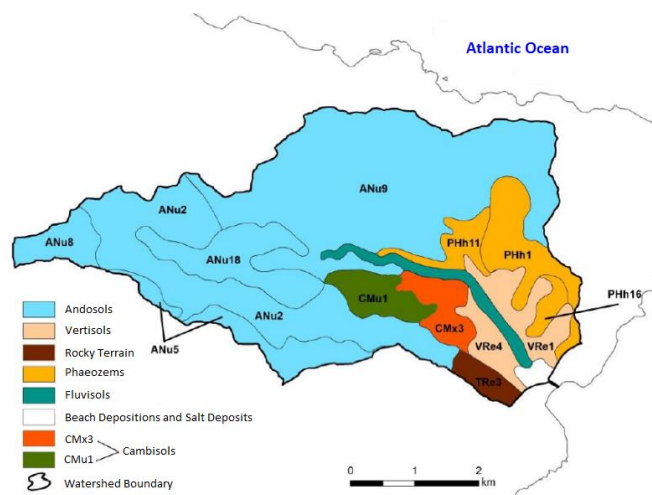 Atlantic Ocean
ANu9
ANu2
ANu8
ANu18
PHh11
PHh1
CMu1
PHh16
ANu2
CMx3
ANu5
VRe4
VRe1
TRe3
Andosols
Vertisols
Rocky Terrain
Phaeozems
Fluvisols
Beach Depositions and Salt Deposits
CMx3
Cambisols
CMu1
Watershed Boundary
0 1 2
km